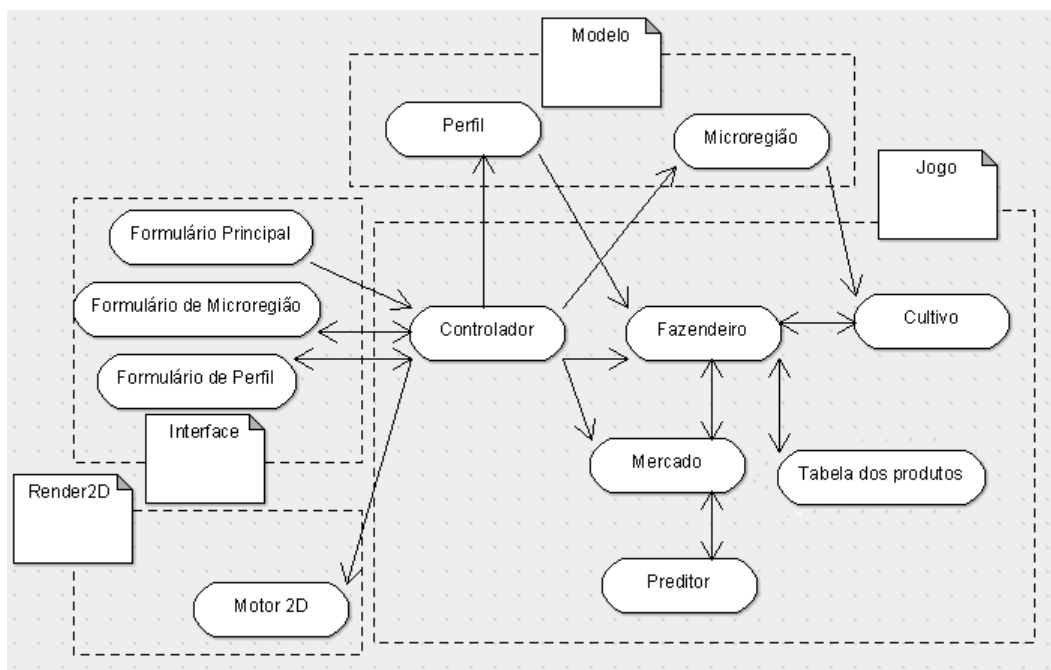 Modelo
Perfil
Microregião
Jogo
Formulário Principal
Formulário de Microregião
Controlador
Fazendeiro
Cultivo
Formulário de Perfil
Interface
Mercado
Tabela dos produtos
Render2D
Preditor
Motor 2D